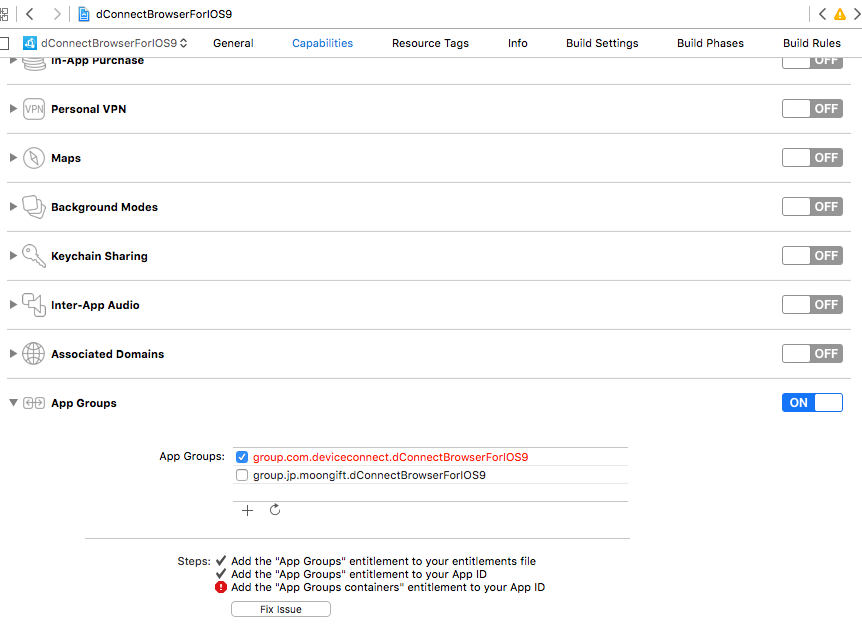 dConnectBrowserForIOS9
dConnectBrowserForIOS9 General Capabilities Resource Tags Info Build Settings Build Phases Build Rules
In-App Purchase OFF
VPN Personal VPN OFF
Maps OFF
Background Modes OFF
Keychain Sharing OFF
Inter-App Audio OFF
Associated Domains OFF
App Groups ON
App Groups: group.com.deviceconnect.dConnectBrowserForIOS9
group.jp.moongift.dConnectBrowserForIOS9
Steps: Add the "App Groups" entitlement to your entitlements file
Add the "App Groups" entitlement to your App ID
Add the "App Groups containers" entitlement to your App ID
Fix Issue